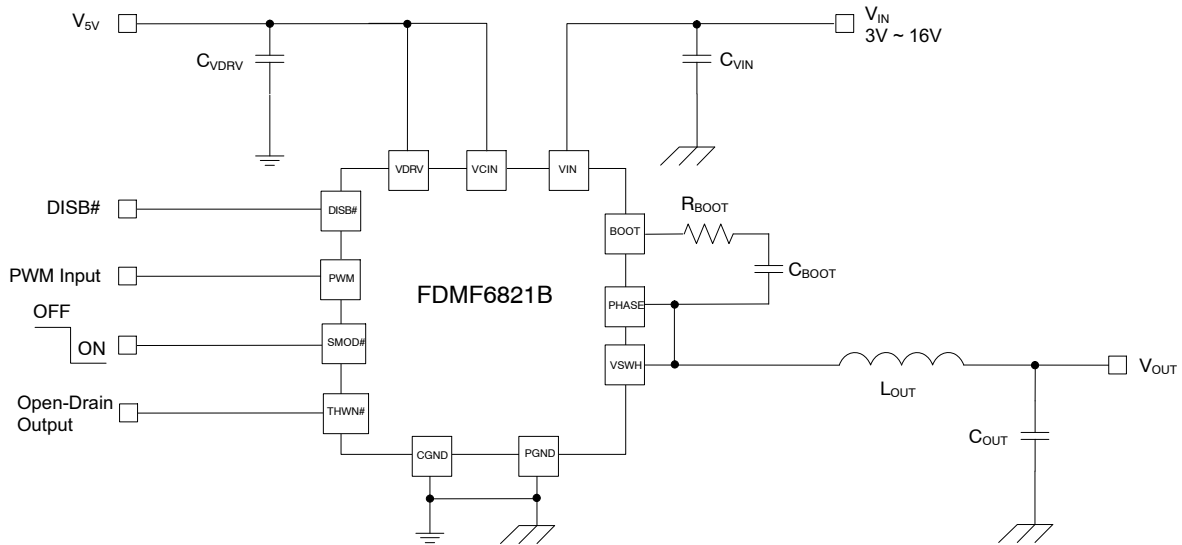 V5V
VIN
3V ~ 16V
CVDRV
CVIN
VDRV
VCIN
VIN
DISB#
DISB#
RBOOT
BOOT
PWM Input
PWM
CBOOT
FDMF6821B
PHASE
OFF
ON
SMOD#
VSWH
VOUT
LOUT
Open-Drain
Output
THWN#
COUT
CGND
PGND